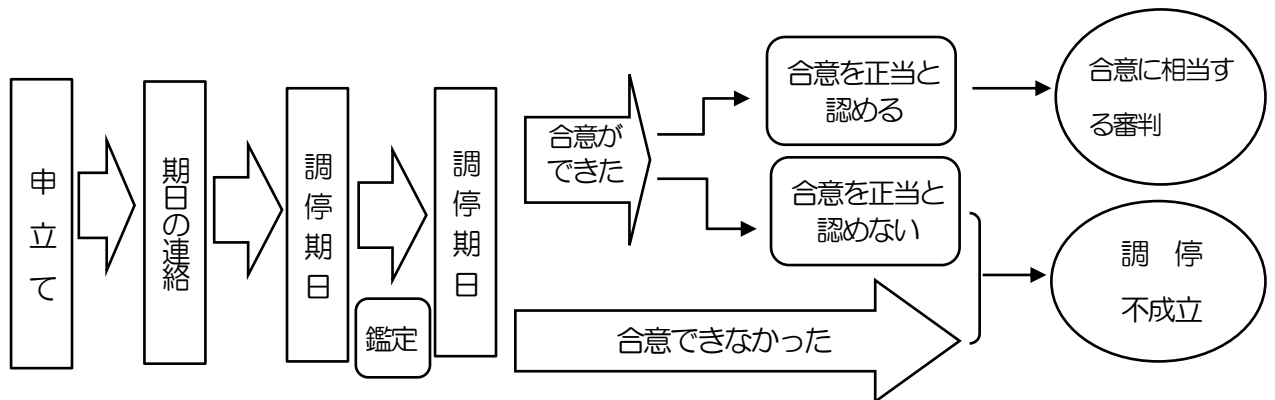 申立て
期日の連絡
調停期日
鑑定
調停期日
合意が
できた
合意を正当と
認める
合意に相当す
る審判
合意を正当と
認めない
合意できなかった
調　停
不成立